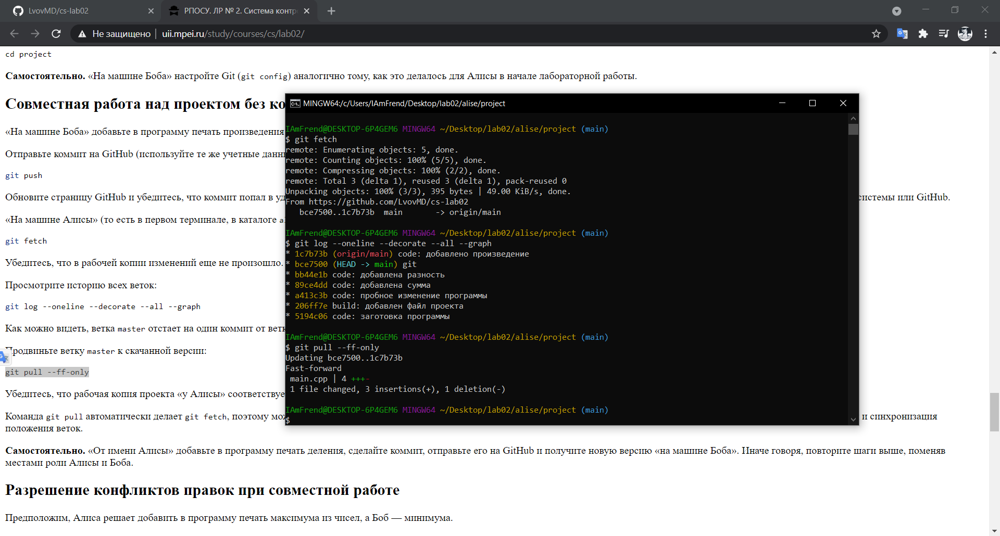 LvovMD/cs-lab02
РПОСУ. ЛР № 2. Система контр
Не защищено | uii.mpei.ru/study/courses/cs/lab02/
cd project
Самостоятельно. «На машине Боба» настройте Git (git config) аналогично тому, как это делалось для Алисы в начале лабораторной работы.
Совместная работа над проектом без ко
«На машине Боба» добавьте в программу печать произведения
Отправьте коммит на GitHub (используйте те же учетные данн
git push
Обновите страницу GitHub и убедитесь, что коммит попал в уд
системы или GitHub.
«На машине Алисы» (то есть в первом терминале, в каталоге al
git fetch
Убедитесь, что в рабочей копии изменений еще не произошло.
Просмотрите историю всех веток:
git log --oneline --decorate --all --graph
Как можно видеть, ветка master отстает на один коммит от ветк
Продвиньте ветку master к скачанной версии:
git pull --ff-only
Убедитесь, что рабочая копия проекта «у Алисы» соответствуе
Команда git pull автоматически делает git fetch, поэтому мо
и синхронизация
положения веток.
Самостоятельно. «От имени Алисы» добавьте в программу печать деления, сделайте коммит, отправьте его на GitHub и получите новую версию «на машине Боба». Иначе говоря, повторите шаги выше, поменяв
местами роли Алисы и Боба.
Разрешение конфликтов правок при совместной работе
Предположим, Алиса решает добавить в программу печать максимума из чисел, а Боб — минимума.
MINGW64:/c/Users/IAmFrend/Desktop/lab02/alise/project
IAmFrend@DESKTOP-6P4GEM6 MINGW64 ~/Desktop/lab02/alise/project (main)
$ git fetch
remote: Enumerating objects: 5, done.
remote: Counting objects: 100% (5/5), done.
remote: Compressing objects: 100% (2/2), done.
remote: Total 3 (delta 1), reused 3 (delta 1), pack-reused 0
Unpacking objects: 100% (3/3), 395 bytes | 49.00 KiB/s, done.
From https://github.com/LvovMD/cs-lab02
   bce7500..1c7b73b  main       -> origin/main
IAmFrend@DESKTOP-6P4GEM6 MINGW64 ~/Desktop/lab02/alise/project (main)
$ git log --oneline --decorate --all --graph
* 1c7b73b (origin/main) code: добавлено произведение
* bce7500 (HEAD -> main) git
* bb44e1b code: добавлена разность
* 89ce4dd code: добавлена сумма
* a413c3b code: пробное изменение программы
* 206ff7e build: добавлен файл проекта
* 5194c06 code: заготовка программы
IAmFrend@DESKTOP-6P4GEM6 MINGW64 ~/Desktop/lab02/alise/project (main)
$ git pull --ff-only
Updating bce7500..1c7b73b
Fast-forward
 main.cpp | 4 +++-
 1 file changed, 3 insertions(+), 1 deletion(-)
IAmFrend@DESKTOP-6P4GEM6 MINGW64 ~/Desktop/lab02/alise/project (main)
$